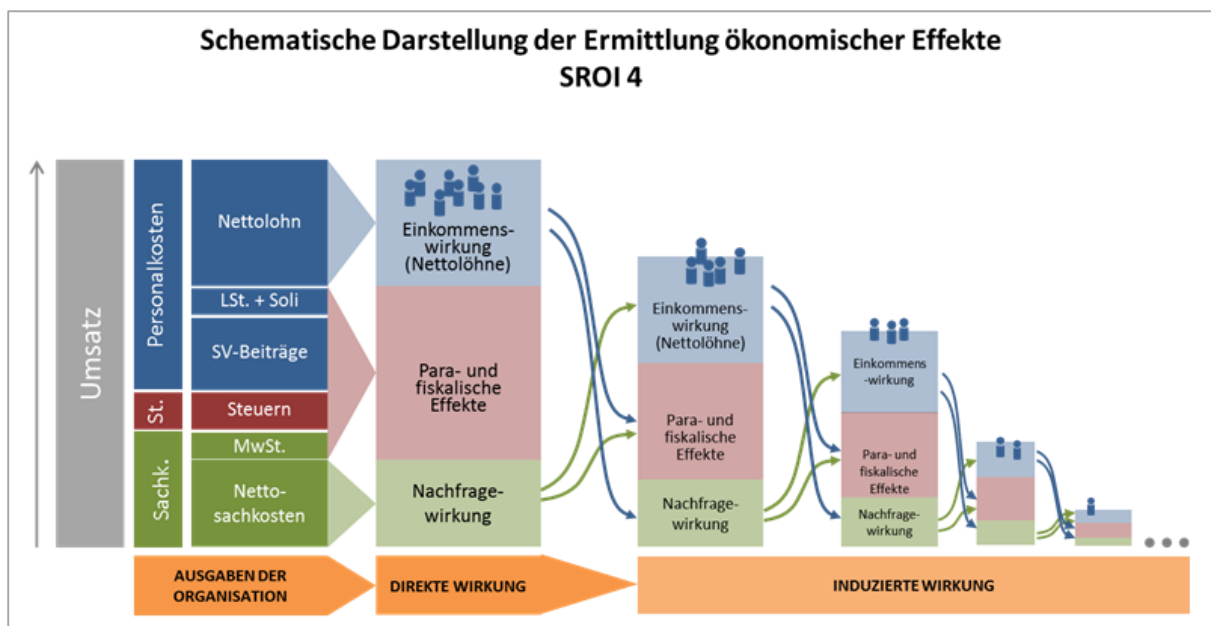 Schematische Darstellung der Ermittlung ökonomischer Effekte
SROI 4
Umsatz
Personalkosten
St.
Sachk.
Nettolohn
LSt. + Soli
SV-Beiträge
Steuern
MwSt.
Netto-
sachkosten
Einkommens-
wirkung
(Nettolöhne)
Para- und
fiskalische
Effekte
Nachfrage-
wirkung
Einkommens-
wirkung
(Nettolöhne)
Para- und
fiskalische
Effekte
Nachfrage-
wirkung
Einkommens
-wirkung
Para- und
fiskalische
Effekte
Nachfrage-
wirkung
AUSGABEN DER
ORGANISATION
DIREKTE WIRKUNG
INDUZIERTE WIRKUNG